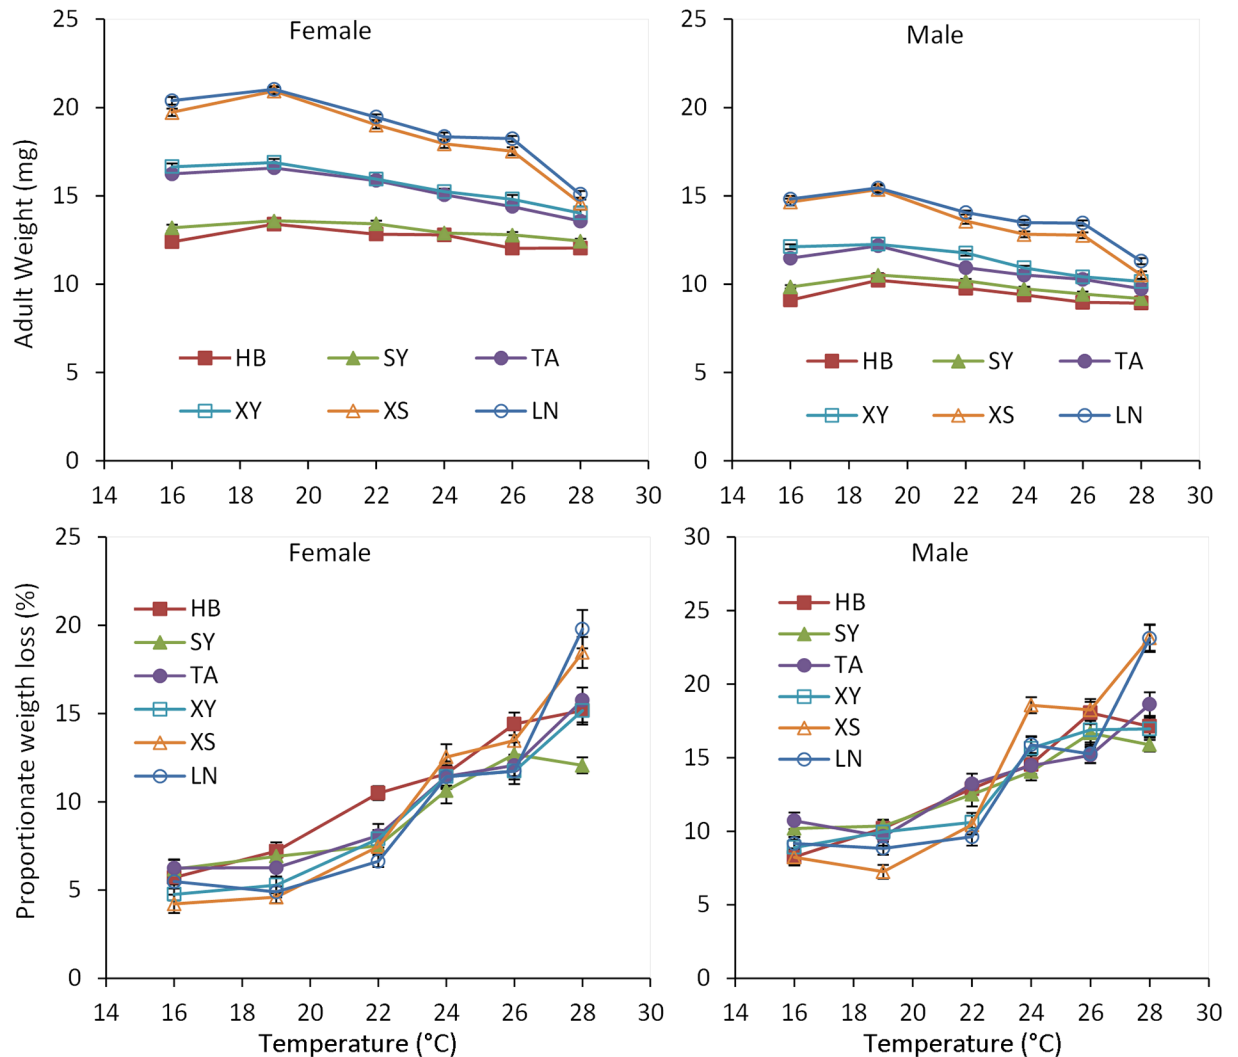 Female
Adult Weight (mg)
25
20
15
10
5
0
HB SY TA
XY XS LN
14 16 18 20 22 24 26 28 30
Male
25
20
15
10
5
0
HB SY TA
XY XS LN
14 16 18 20 22 24 26 28 30
Female
Proportionate weigth loss (%)
25
20
15
10
5
0
HB
SY
TA
XY
XS
LN
14 16 18 20 22 24 26 28 30
Temperature (°C)
Male
30
25
20
15
10
5
0
HB
SY
TA
XY
XS
LN
14 16 18 20 22 24 26 28 30
Temperature (°C)